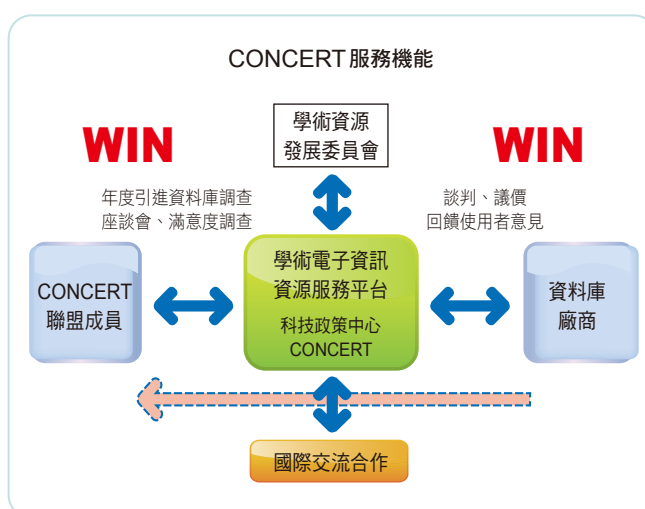 CONCERT服務機能
學術資源
發展委員會
WIN
WIN
年度引進資料庫調查
座談會、滿意度調查
談判、議價
回饋使用者意見
CONCERT
聯盟成員
學術電子資訊
資源服務平台
科技政策中心
CONCERT
資料庫
廠商
國際交流合作